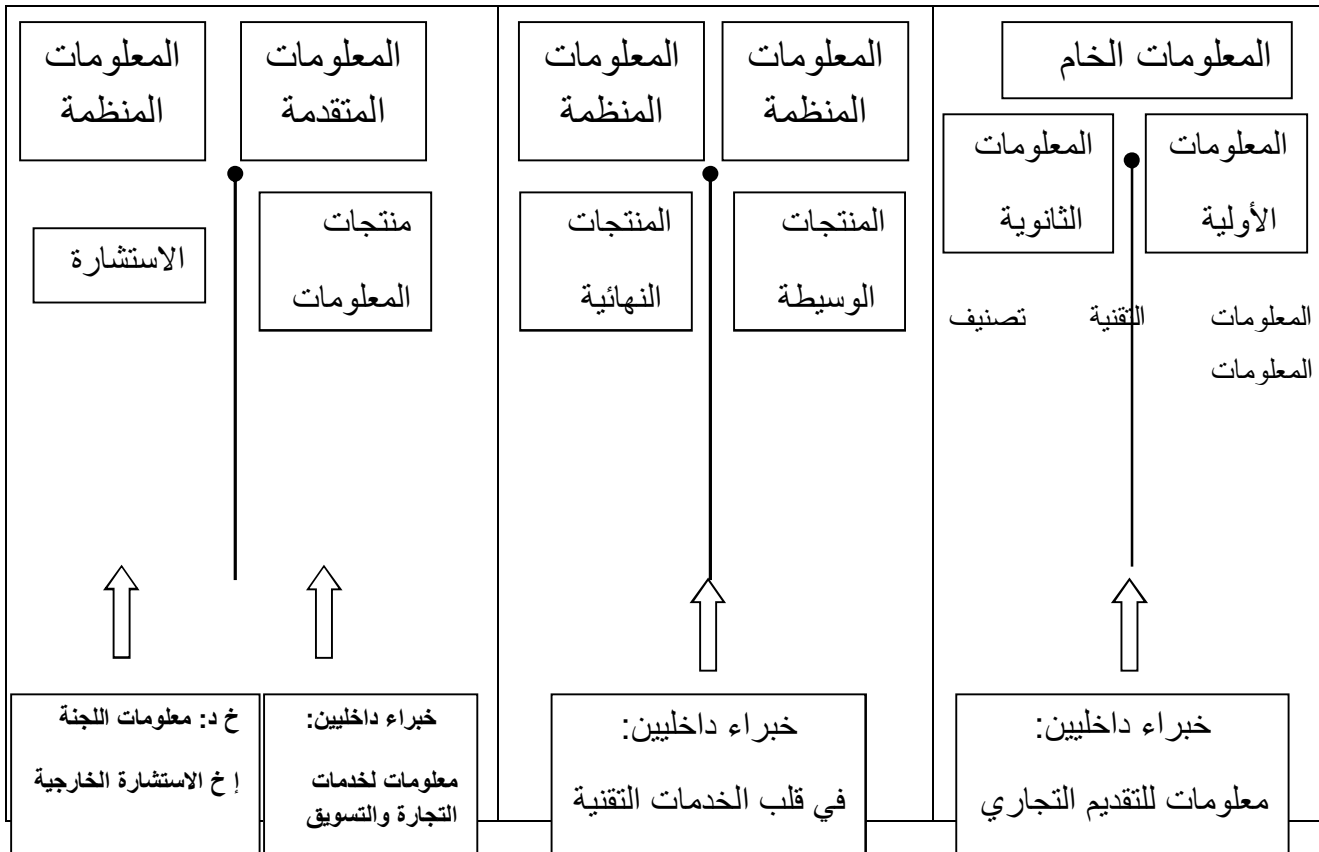 المعلومات الخام
المعلومات
الأولية
المعلومات
الثانوية
المعلومات التقنية تصنيف
المعلومات
خبراء داخليين:
معلومات للتقديم التجاري
المعلومات
المنظمة
المعلومات
المنظمة
المنتجات
الوسيطة
المنتجات
النهائية
خبراء داخليين:
في قلب الخدمات التقنية
المعلومات
المتقدمة
المعلومات
المنظمة
منتجات
المعلومات
الاستشارة
خبراء داخليين:
معلومات لخدمات
التجارة والتسويق
خ د: معلومات اللجنة
إ خ الاستشارة الخارجية